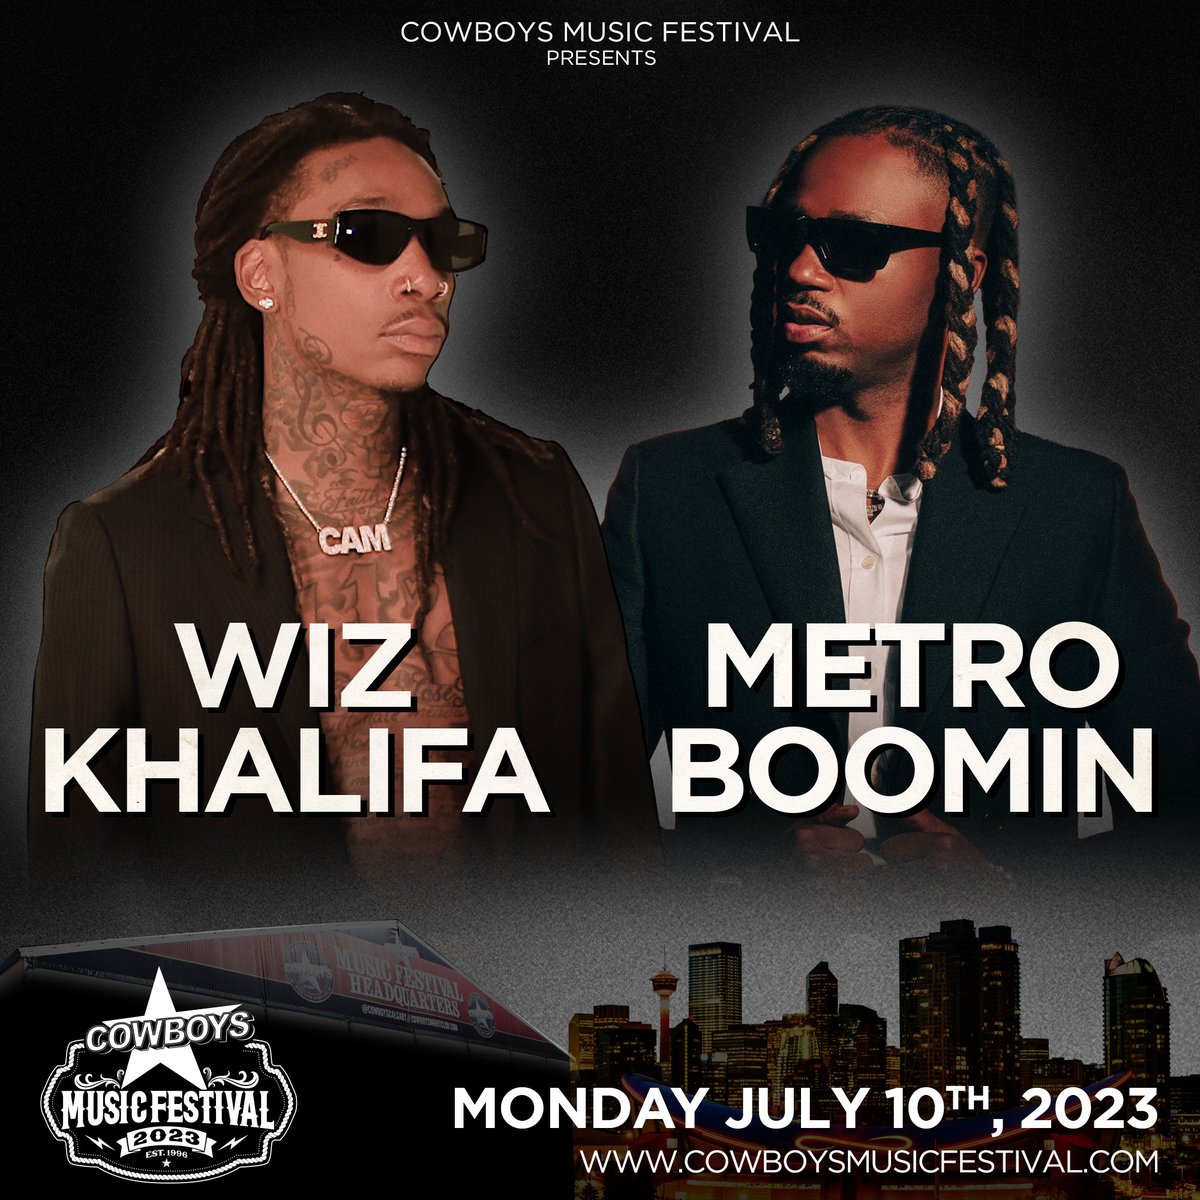 COWBOYS MUSIC FESTIVAL
PRESENTS
CAM
Faith
WIZ
KHALIFA
METRO
BOOMIN
MUSIC FESTIVAL
HEADQUARTERS
COWBOYS
MUSIC FESTIVAL
2023
EST. 1996
MONDAY JULY 10TH, 2023
WWW.COWBOYSMUSICFESTIVAL.COM